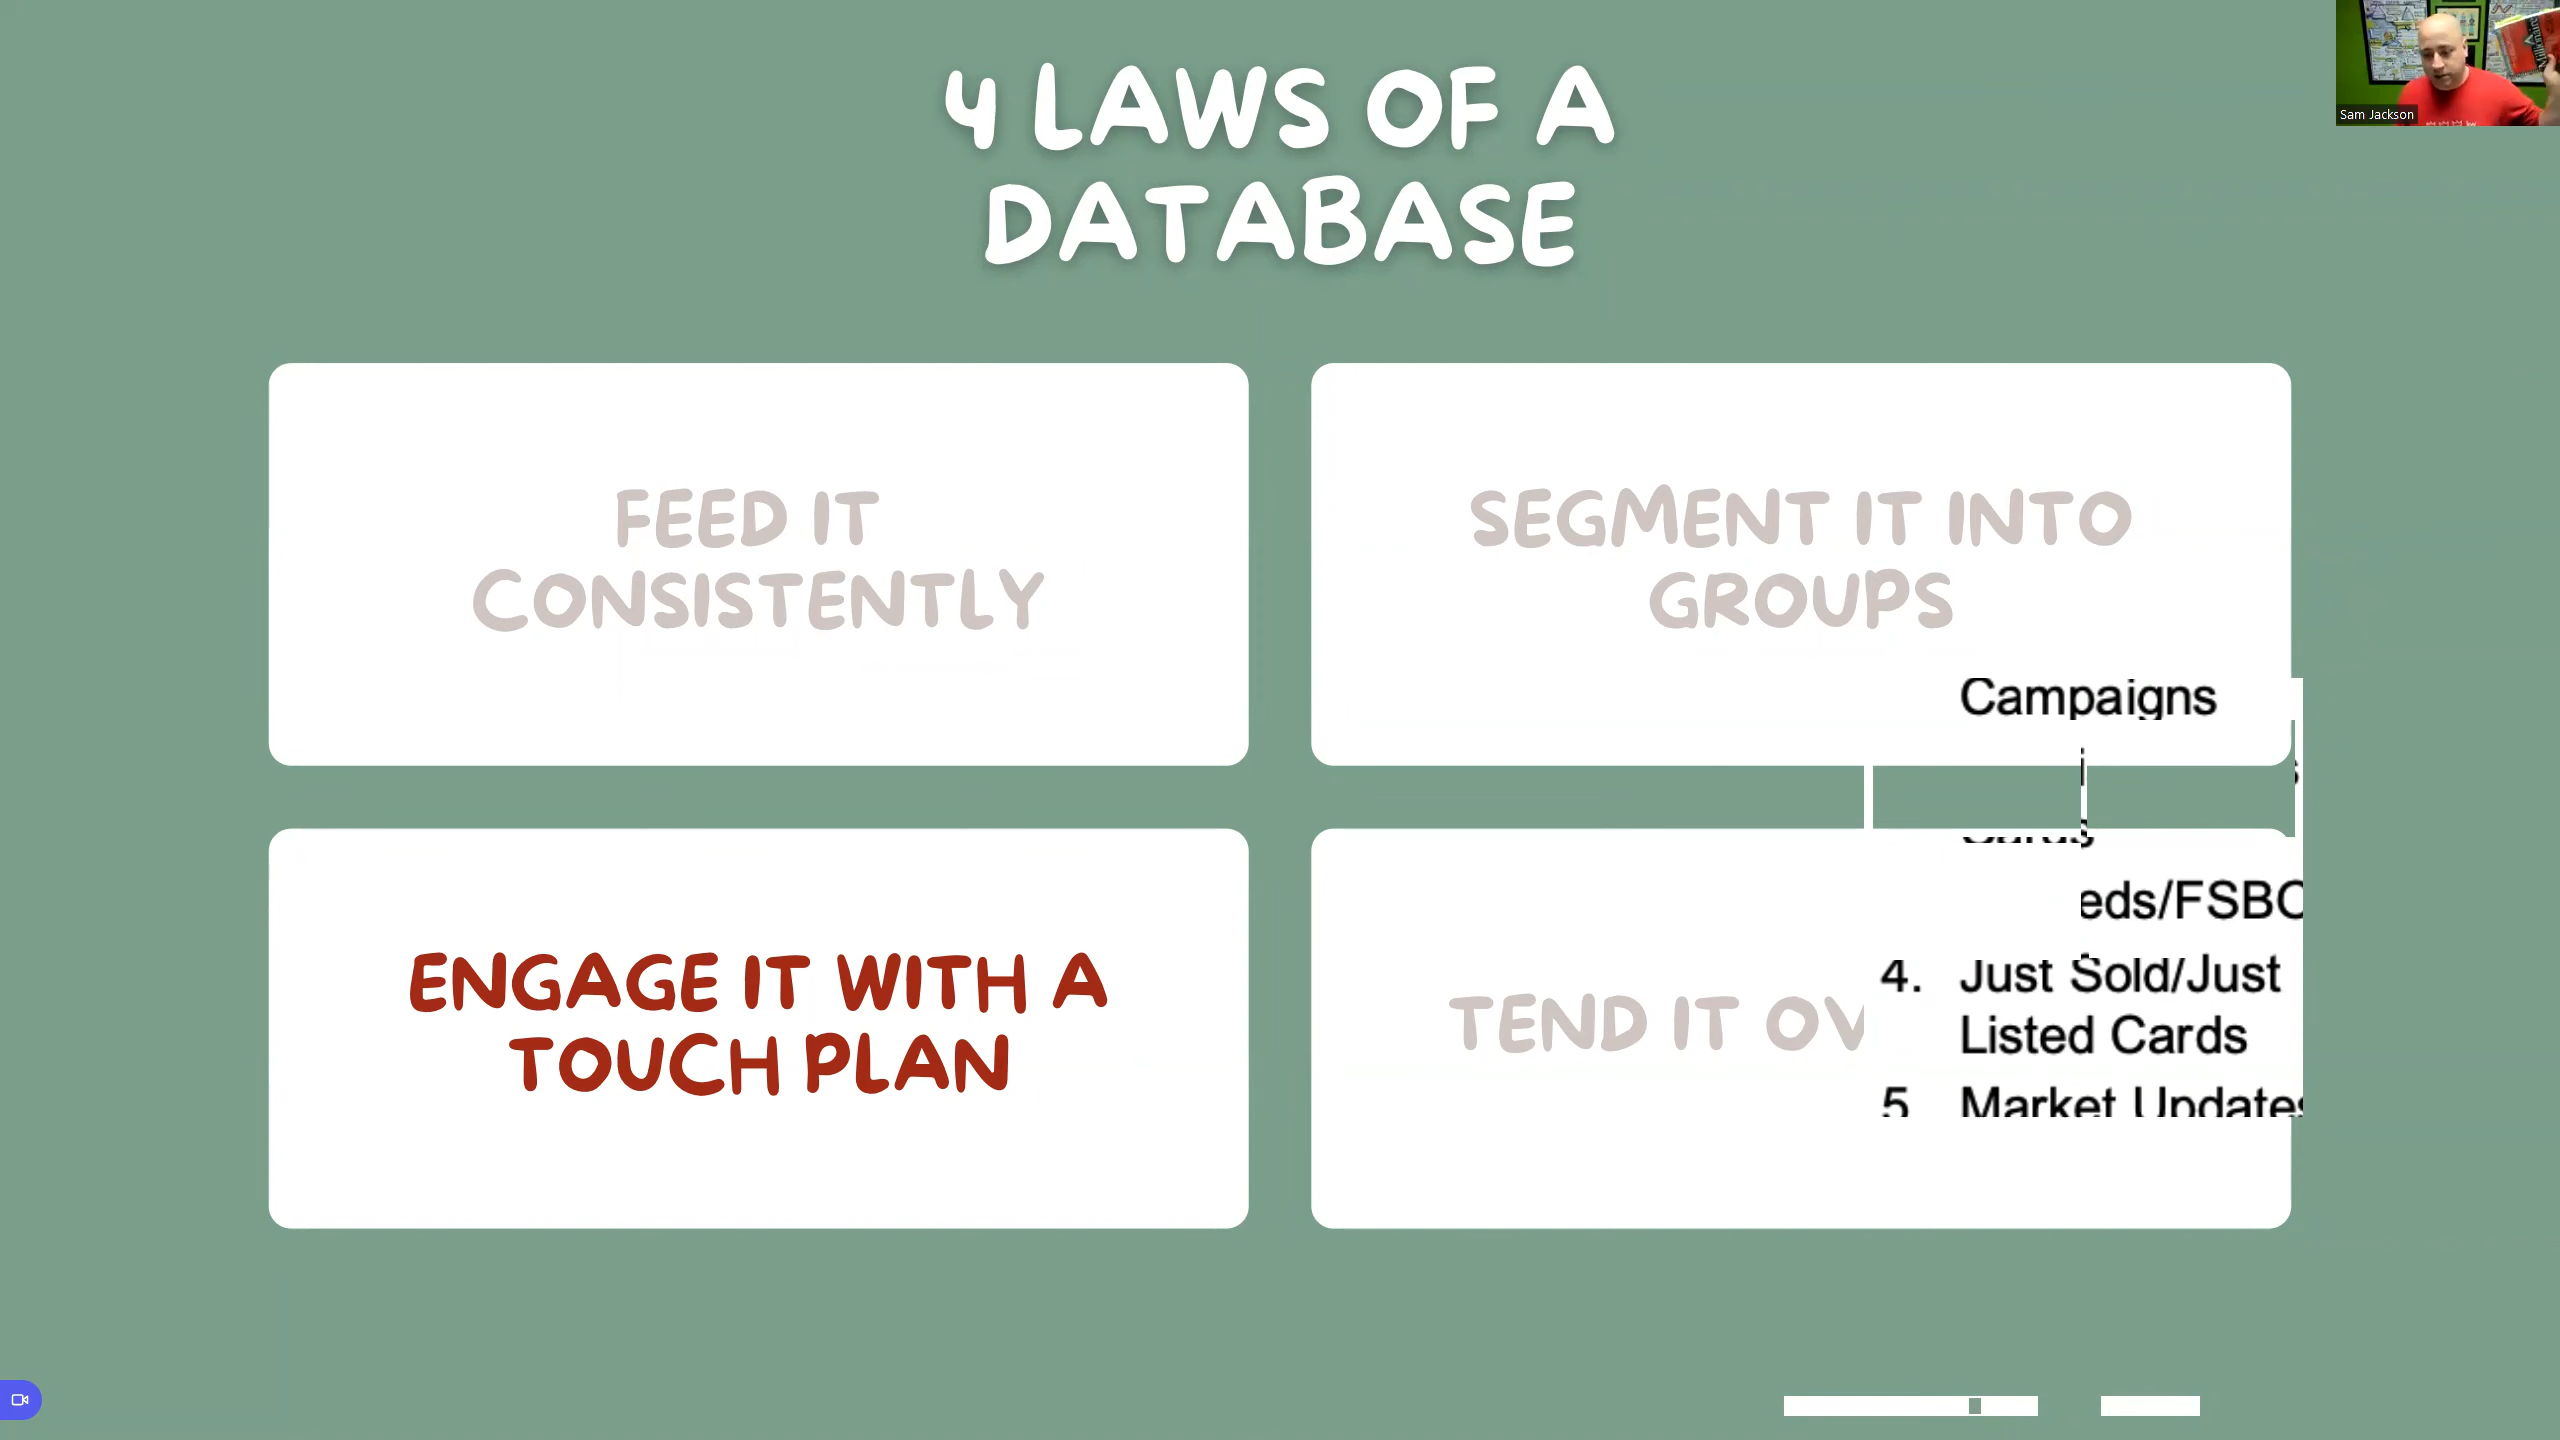 4 LAWS OF A
DATABASE
Sam Jackson
FEED IT
CONSISTENTLY
SEGMENT IT INTO
GROUPS
Campaigns
eds/FSBO
ENGAGE IT WITH A
TOUCH PLAN
TEND IT OV
4. Just Sold/Just
Listed Cards
5 Market Updates